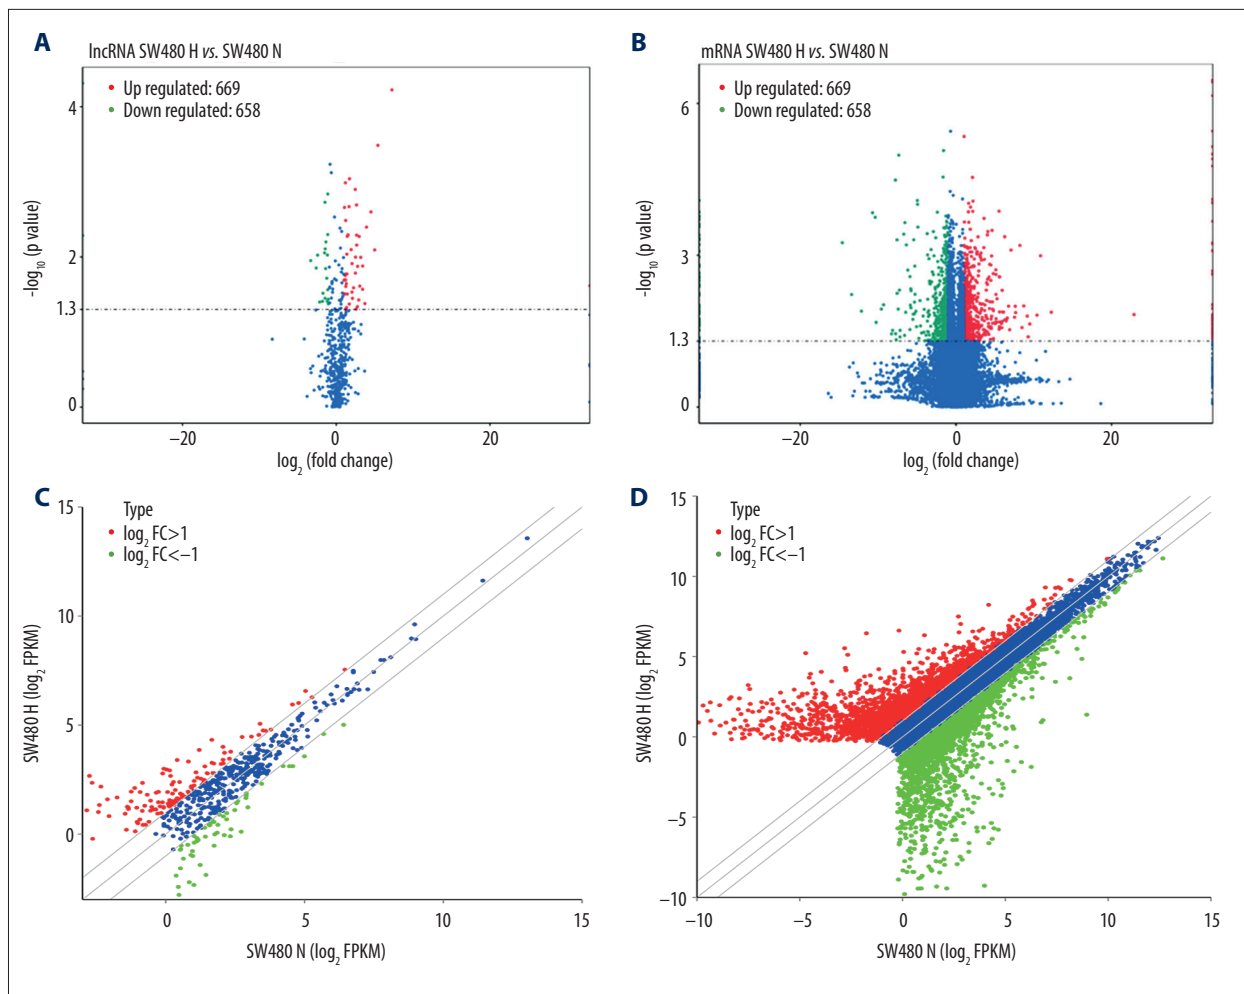 A
lncRNA SW480 H vs. SW480 N
Up regulated: 669
Down regulated: 658
4
2
1.3
0
-log10 (p value)
−20
0
20
log2 (fold change)
B
mRNA SW480 H vs. SW480 N
Up regulated: 669
Down regulated: 658
6
3
1.3
0
-log10 (p value)
−20
0
20
log2 (fold change)
C
Type
log2 FC>1
log2 FC<−1
15
10
5
0
SW480 H (log2 FPKM)
0
5
10
15
SW480 N (log2 FPKM)
D
Type
log2 FC>1
log2 FC<−1
15
10
5
0
−5
−10
SW480 H (log2 FPKM)
−10
−5
0
5
10
15
SW480 N (log2 FPKM)